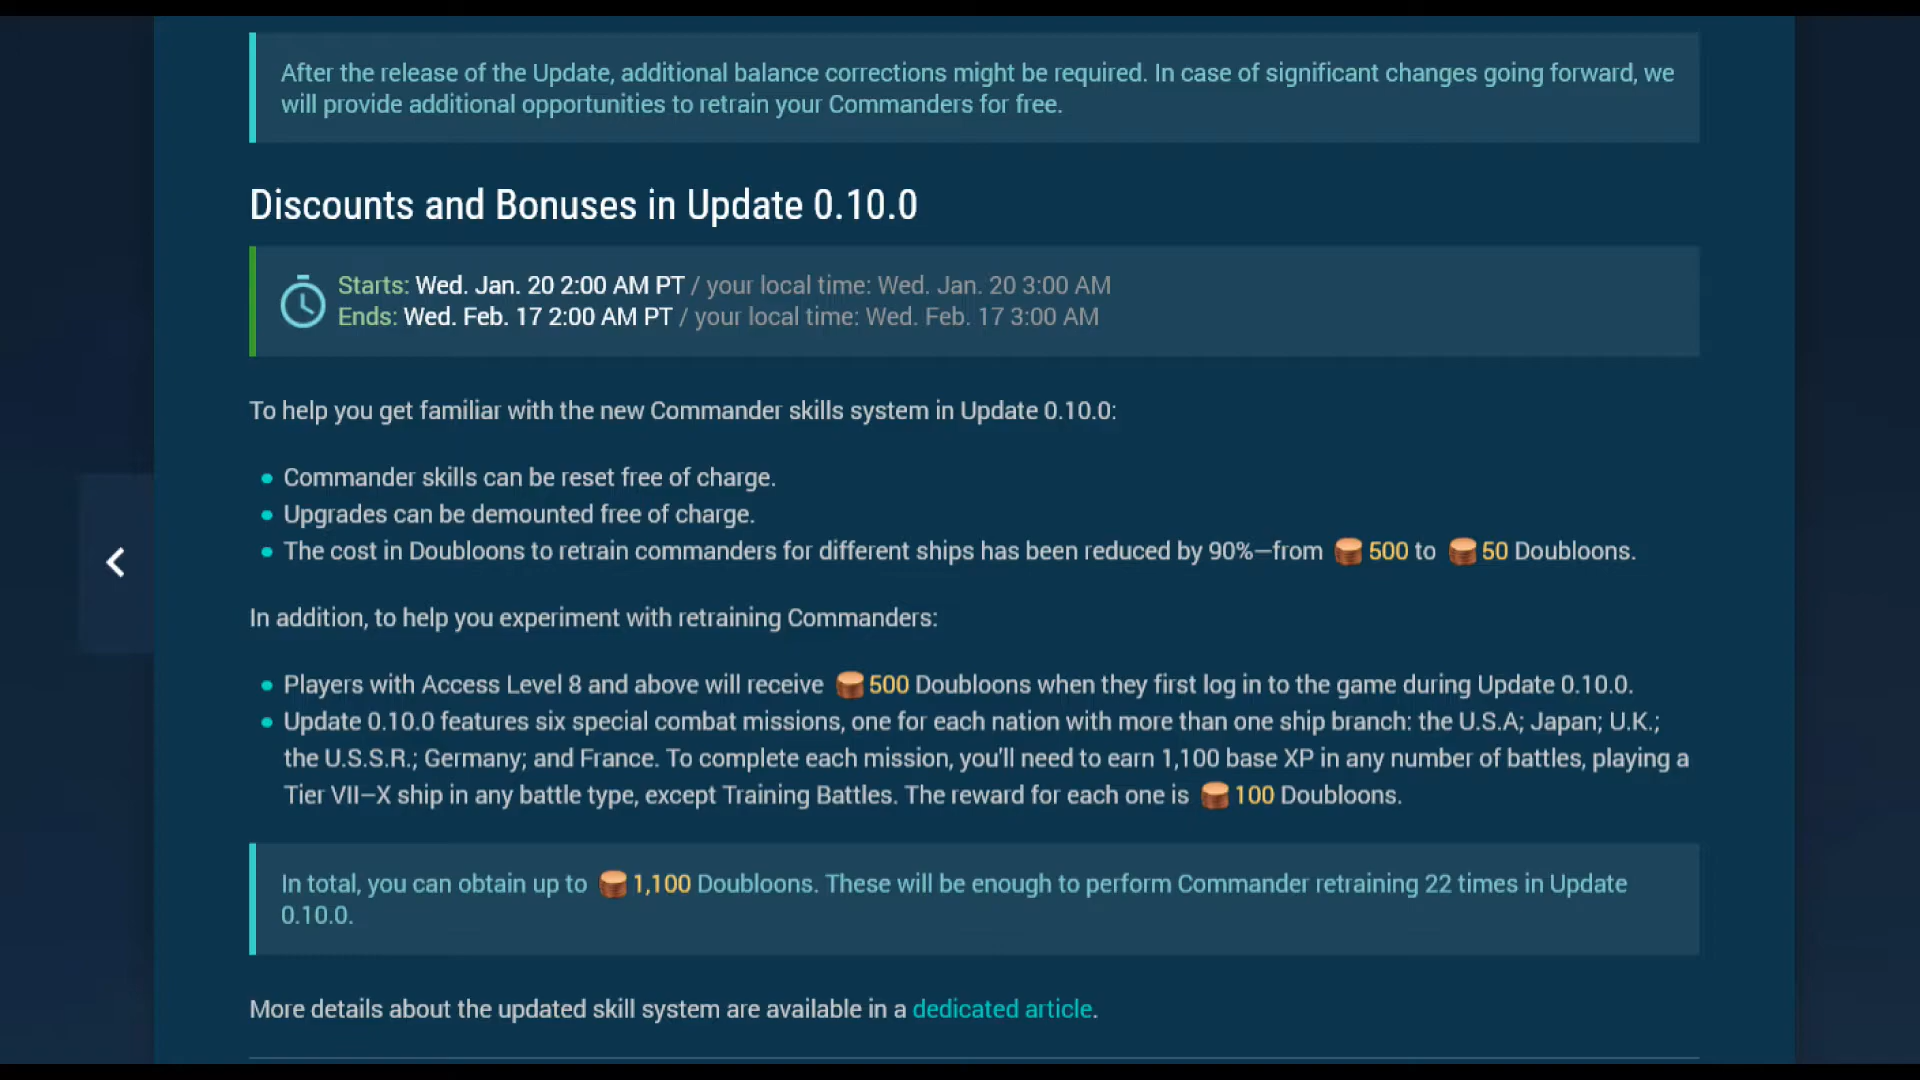 After the release of the Update, additional balance corrections might be required. In case of significant changes going forward, we
will provide additional opportunities to retrain your Commanders for free.
Discounts and Bonuses in Update 0.10.0
Starts: Wed. Jan. 20 2:00 AM PT / your local time: Wed. Jan. 20 3:00 AM
Ends: Wed. Feb. 17 2:00 AM PT / your local time: Wed. Feb. 17 3:00 AM
To help you get familiar with the new Commander skills system in Update 0.10.0:
Commander skills can be reset free of charge.
Upgrades can be demounted free of charge.
The cost in Doubloons to retrain commanders for different ships has been reduced by 90%—from 500 to 50 Doubloons.
In addition, to help you experiment with retraining Commanders:
Players with Access Level 8 and above will receive 500 Doubloons when they first log in to the game during Update 0.10.0.
Update 0.10.0 features six special combat missions, one for each nation with more than one ship branch: the U.S.A; Japan; U.K.;
the U.S.S.R.; Germany; and France. To complete each mission, you'll need to earn 1,100 base XP in any number of battles, playing a
Tier VII–X ship in any battle type, except Training Battles. The reward for each one is 100 Doubloons.
In total, you can obtain up to 1,100 Doubloons. These will be enough to perform Commander retraining 22 times in Update
0.10.0.
More details about the updated skill system are available in a dedicated article.